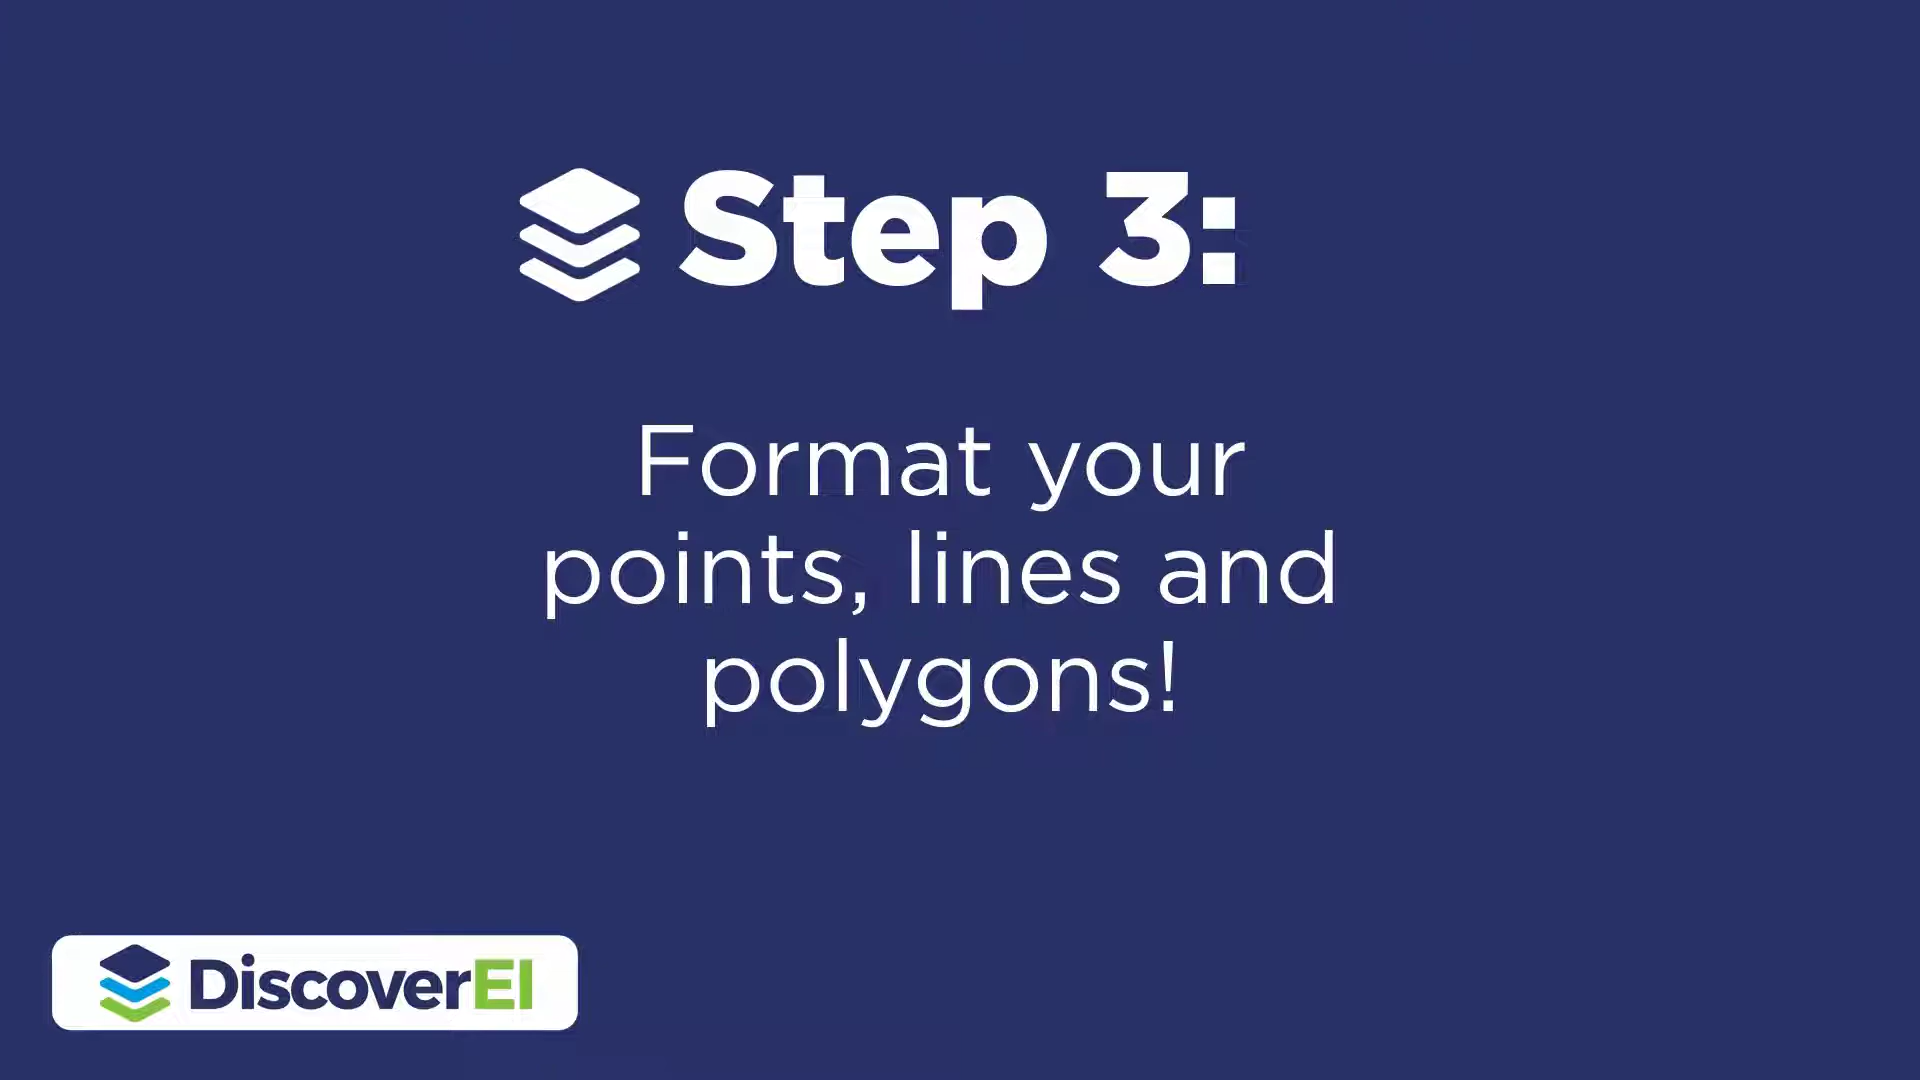 Step 3:
Format your
points, lines and
polygons!
DiscoverEI